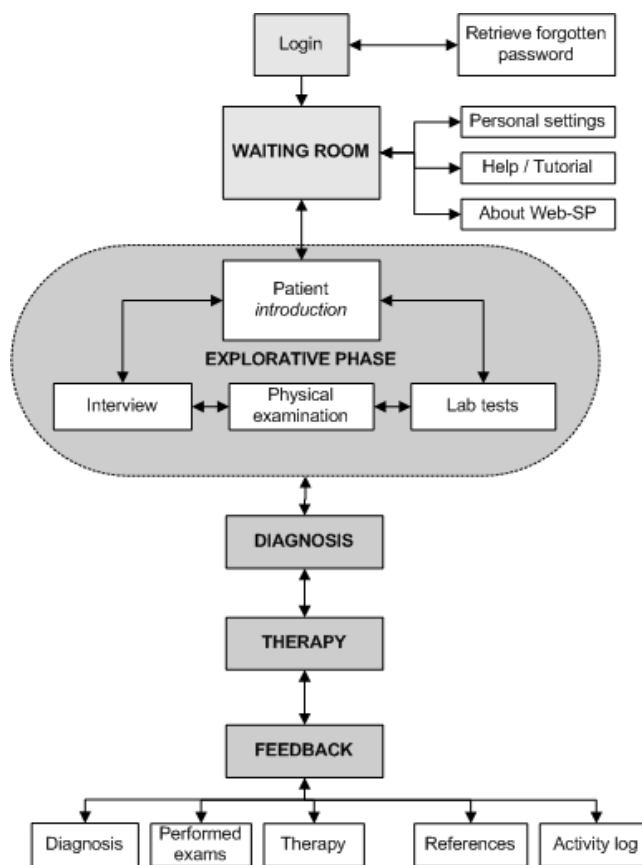 Login
Retrieve forgotten
password
WAITING ROOM
Personal settings
Help / Tutorial
About Web-SP
Patient
introduction
EXPLORATIVE PHASE
Interview
Physical
examination
Lab tests
DIAGNOSIS
THERAPY
FEEDBACK
Diagnosis
Performed
exams
Therapy
References
Activity log